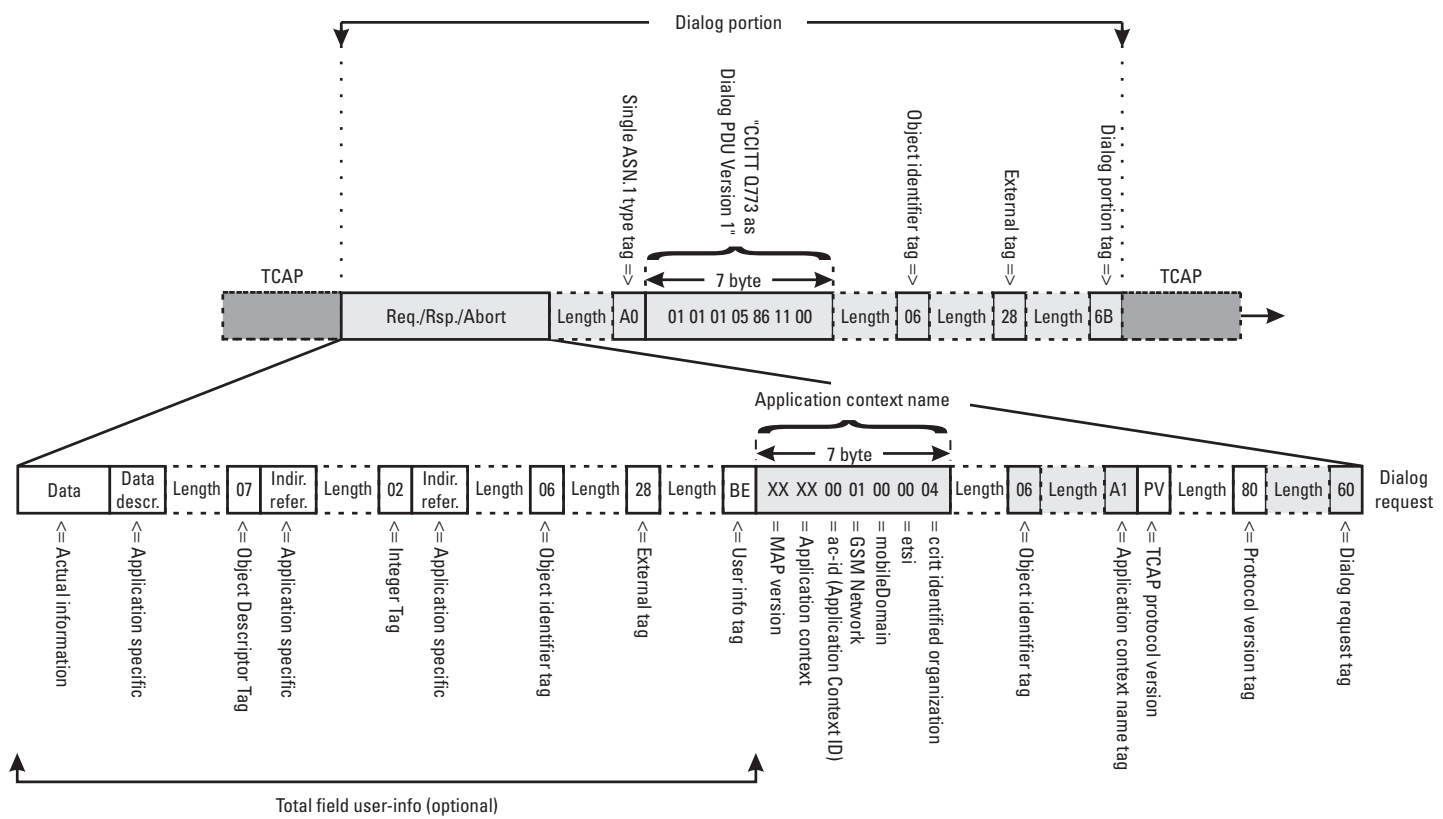 Dialog portion
Single ASN.1 type tag =>
"CCITT Q773 as
Dialog PDU Version 1"
Object identifier tag =>
External tag =>
Dialog portion tag =>
TCAP
7 byte
TCAP
Req./Rsp./Abort
Length
A0
01 01 01 05 86 11 00
Length
06
Length
28
Length
6B
Application context name
7 byte
Data
Data
descr.
Length
07
Indir.
refer.
Length
02
Indir.
refer.
Length
06
Length
28
Length
BE
XX XX 00 01 00 00 04
Length
06
Length
A1
PV
Length
80
Length
60
Dialog
request
<= Actual information
<= Application specific
<= Object Descriptor Tag
<= Application specific
<= Integer Tag
<= Application specific
<= Object identifier tag
<= External tag
<= User info tag
= MAP version
= Application context
= ac-id (Application Context ID)
= GSM Network
= mobileDomain
= etsi
= ccitt identified organization
<= Object identifier tag
<= Application context name tag
<= TCAP protocol version
<= Protocol version tag
<= Dialog request tag
Total field user-info (optional)